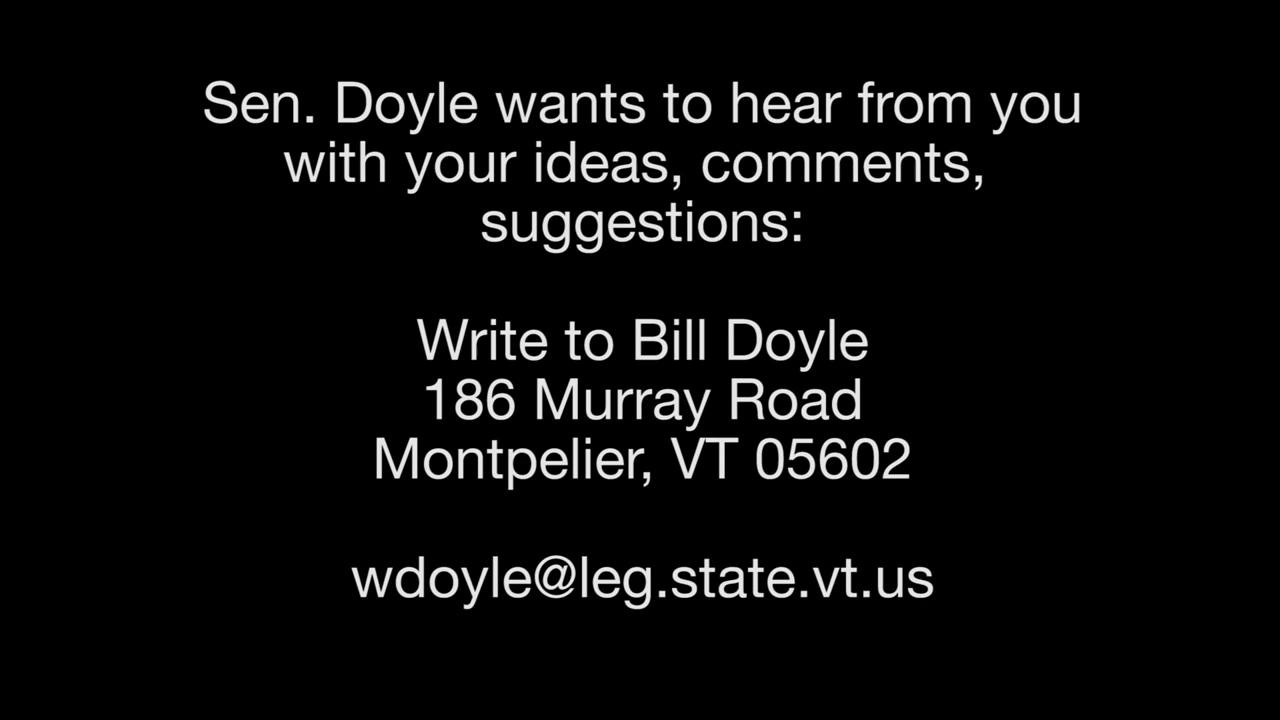 Sen. Doyle wants to hear from you
with your ideas, comments,
suggestions:
Write to Bill Doyle
186 Murray Road
Montpelier, VT 05602
wdoyle@leg.state.vt.us